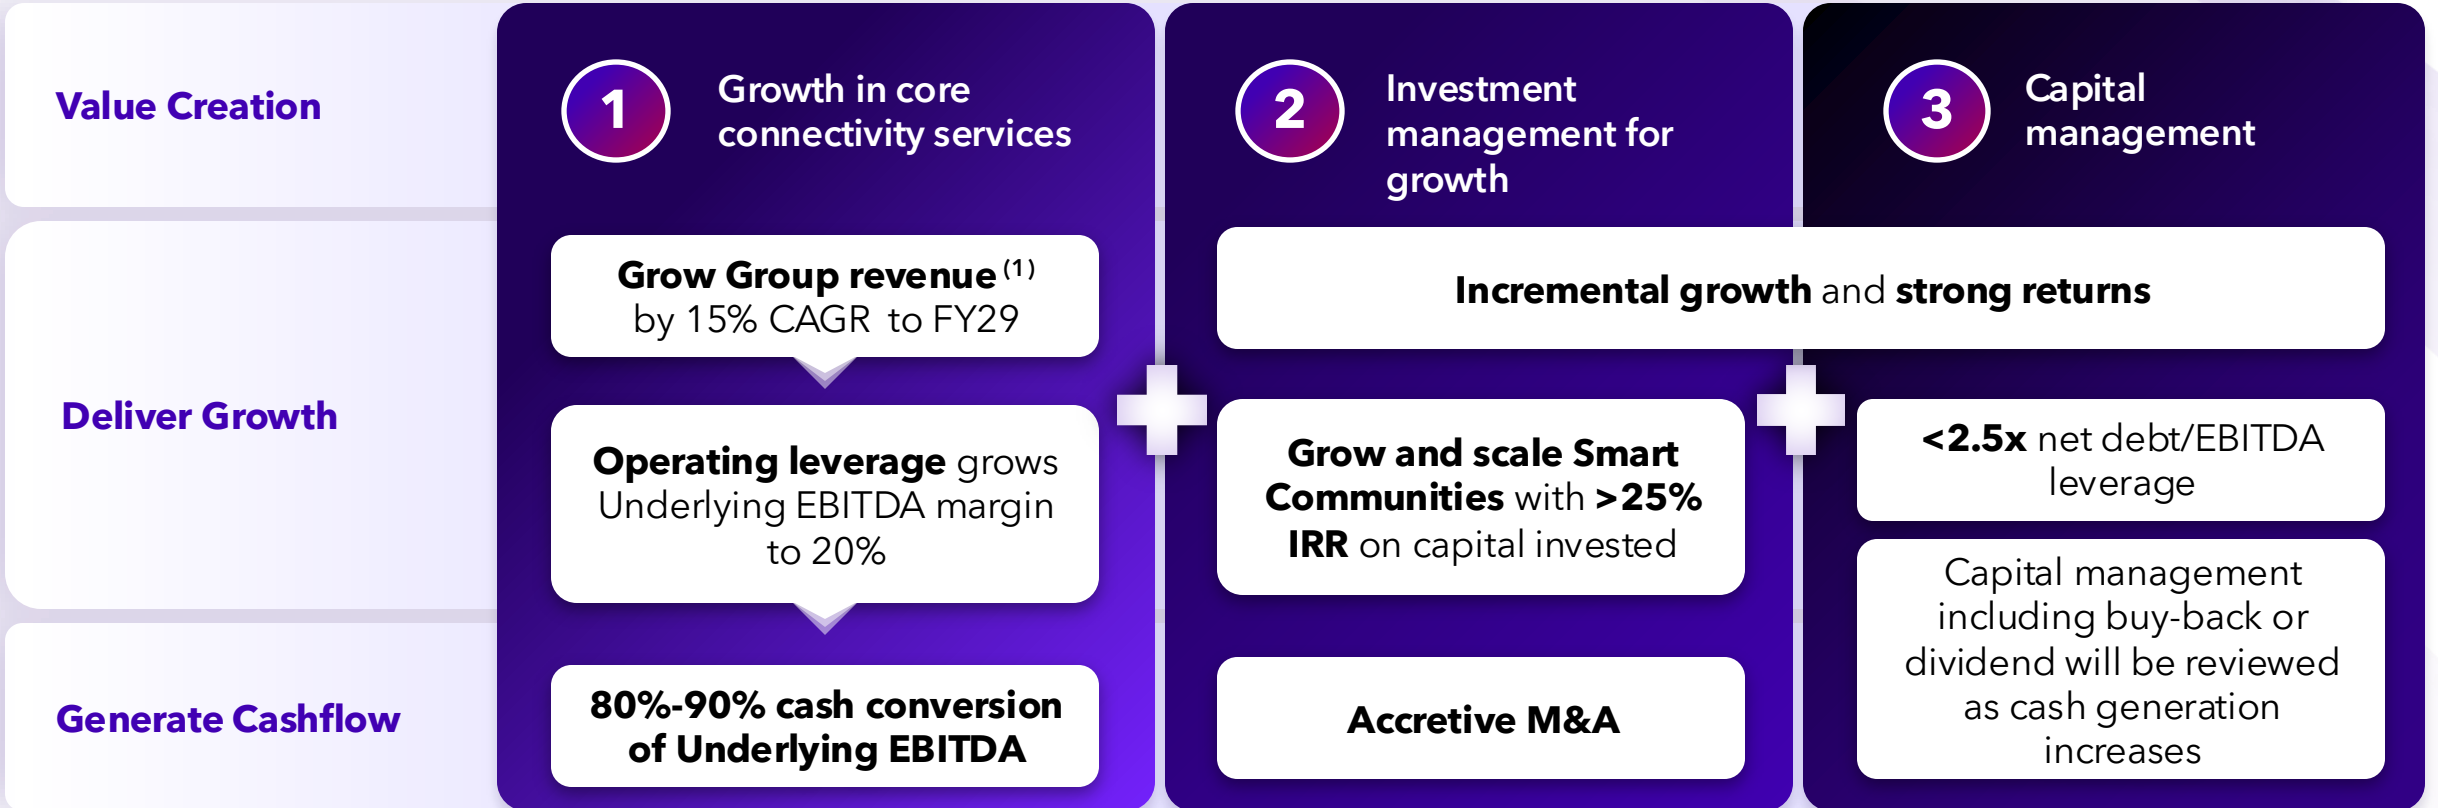 Value Creation
1
Growth in core
connectivity services
2
Investment
management for
growth
3
Capital
management
Deliver Growth
Grow Group revenue (1)
by 15% CAGR to FY29
Operating leverage grows
Underlying EBITDA margin
to 20%
Incremental growth and strong returns
Grow and scale Smart
Communities with >25%
IRR on capital invested
<2.5x net debt/EBITDA
leverage
Capital management
including buy-back or
dividend will be reviewed
as cash generation
increases
Generate Cashflow
80%-90% cash conversion
of Underlying EBITDA
Accretive M&A